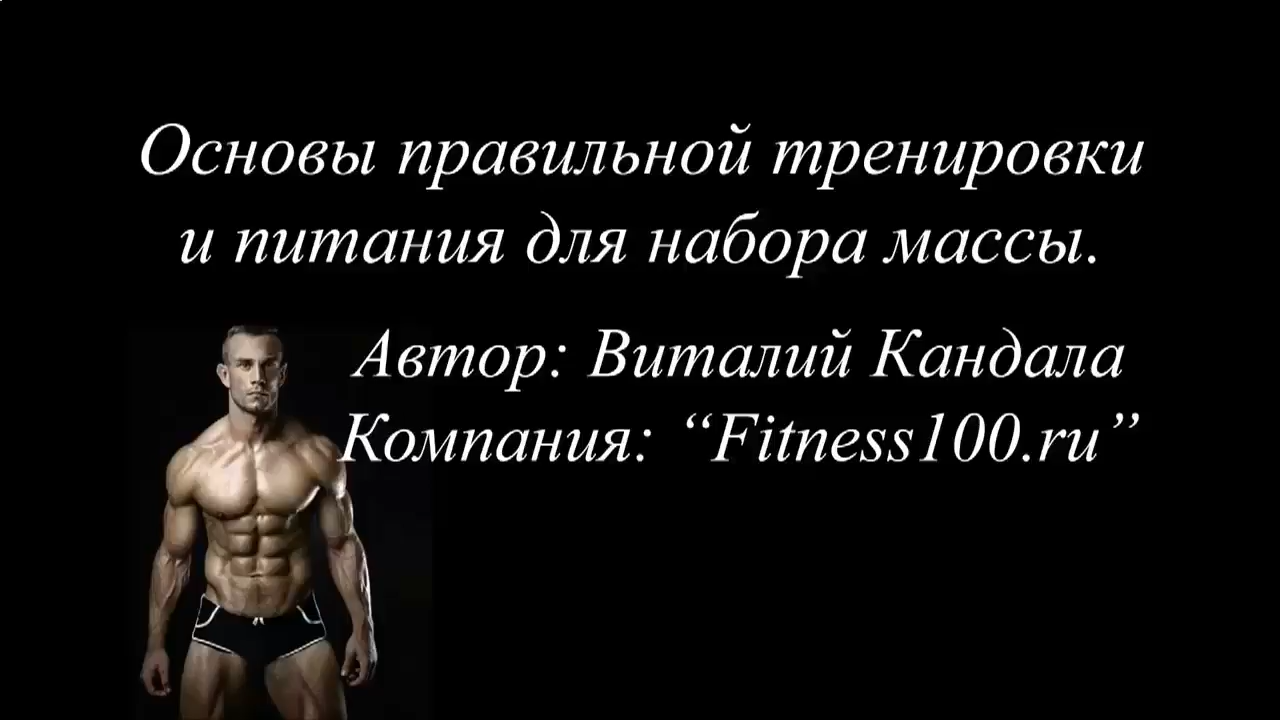 Основы правильной тренировки
и питания для набора массы.
Автор: Виталий Кандала
Компания: “Fitness100.ru”